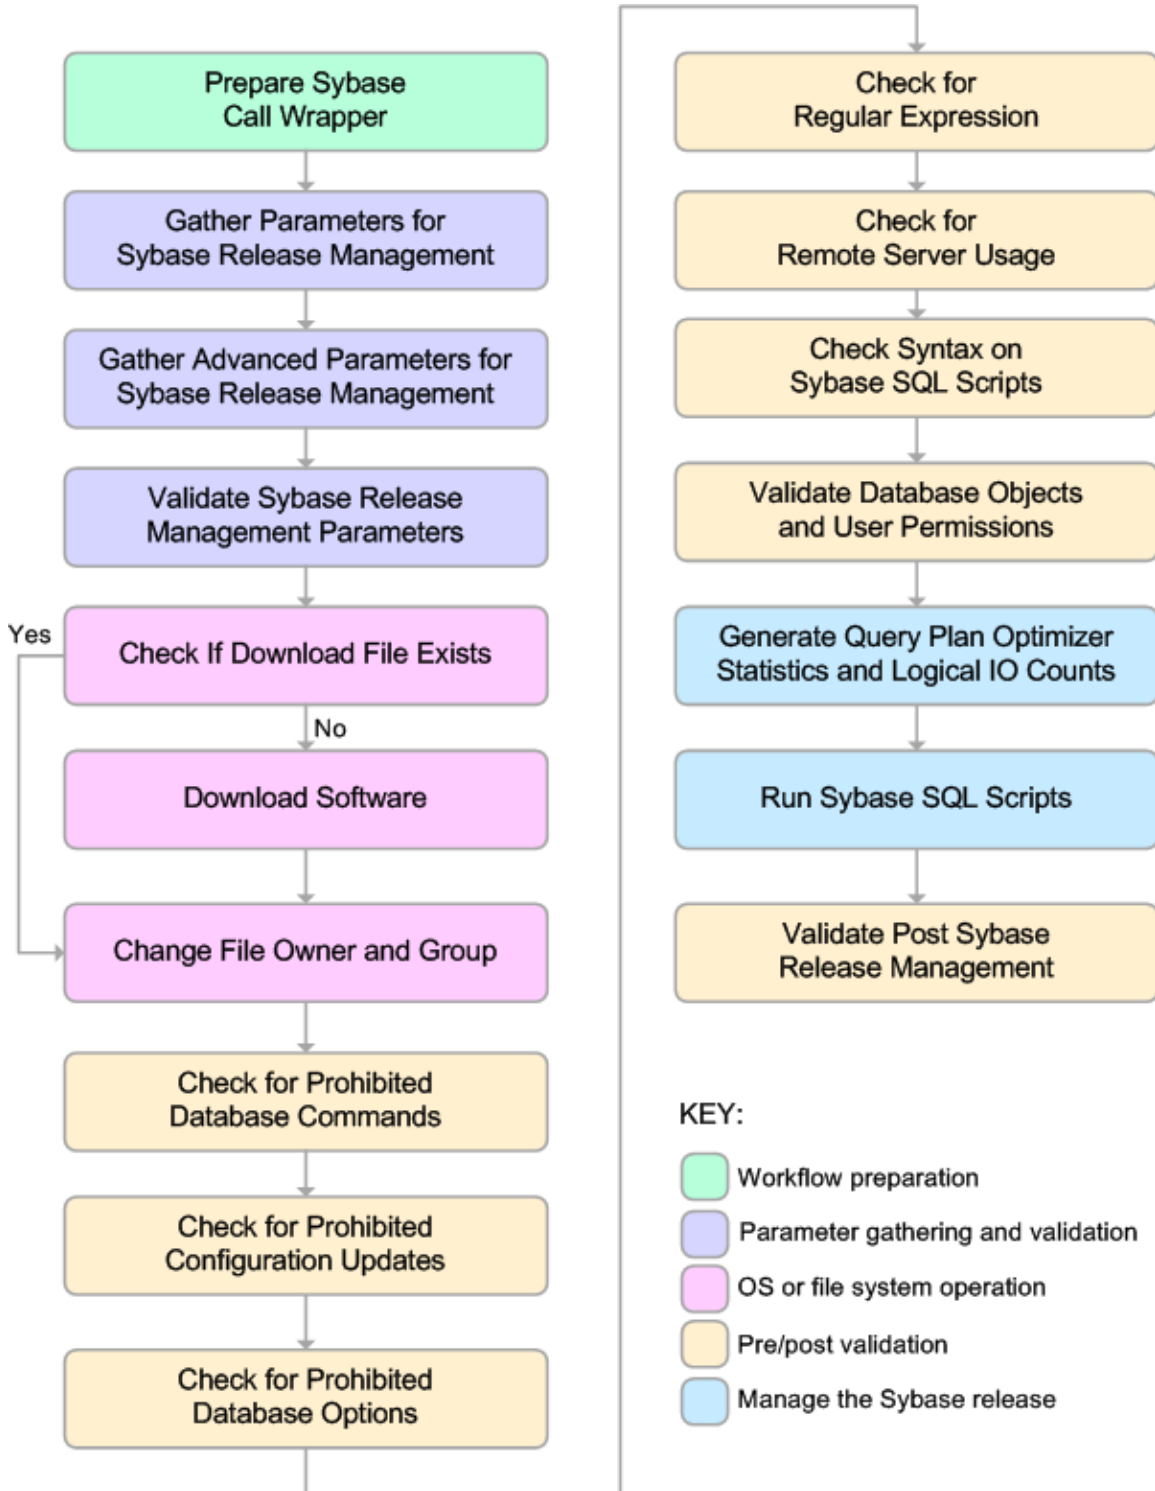 Prepare Sybase
Call Wrapper
Gather Parameters for
Sybase Release Management
Gather Advanced Parameters for
Sybase Release Management
Validate Sybase Release
Management Parameters
Yes
Check If Download File Exists
No
Download Software
Change File Owner and Group
Check for Prohibited
Database Commands
Check for Prohibited
Configuration Updates
Check for Prohibited
Database Options
Check for
Regular Expression
Check for
Remote Server Usage
Check Syntax on
Sybase SQL Scripts
Validate Database Objects
and User Permissions
Generate Query Plan Optimizer
Statistics and Logical IO Counts
Run Sybase SQL Scripts
Validate Post Sybase
Release Management
KEY:
Workflow preparation
Parameter gathering and validation
OS or file system operation
Pre/post validation
Manage the Sybase release